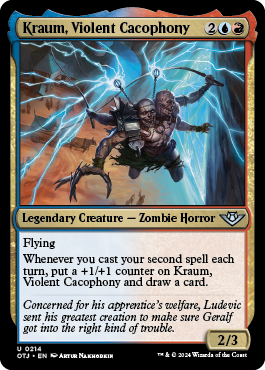 Kraum, Violent Cacophony 2
Legendary Creature — Zombie Horror
Flying
Whenever you cast your second spell each
turn, put a +1/+1 counter on Kraum,
Violent Cacophony and draw a card.
Concerned for his apprentice's welfare, Ludevic
sent his greatest creation to make sure Geralf
got into the right kind of trouble.
2/3
U 0214
OTJ • EN Artur Nakhodkin
™ & © 2024 Wizards of the Coast